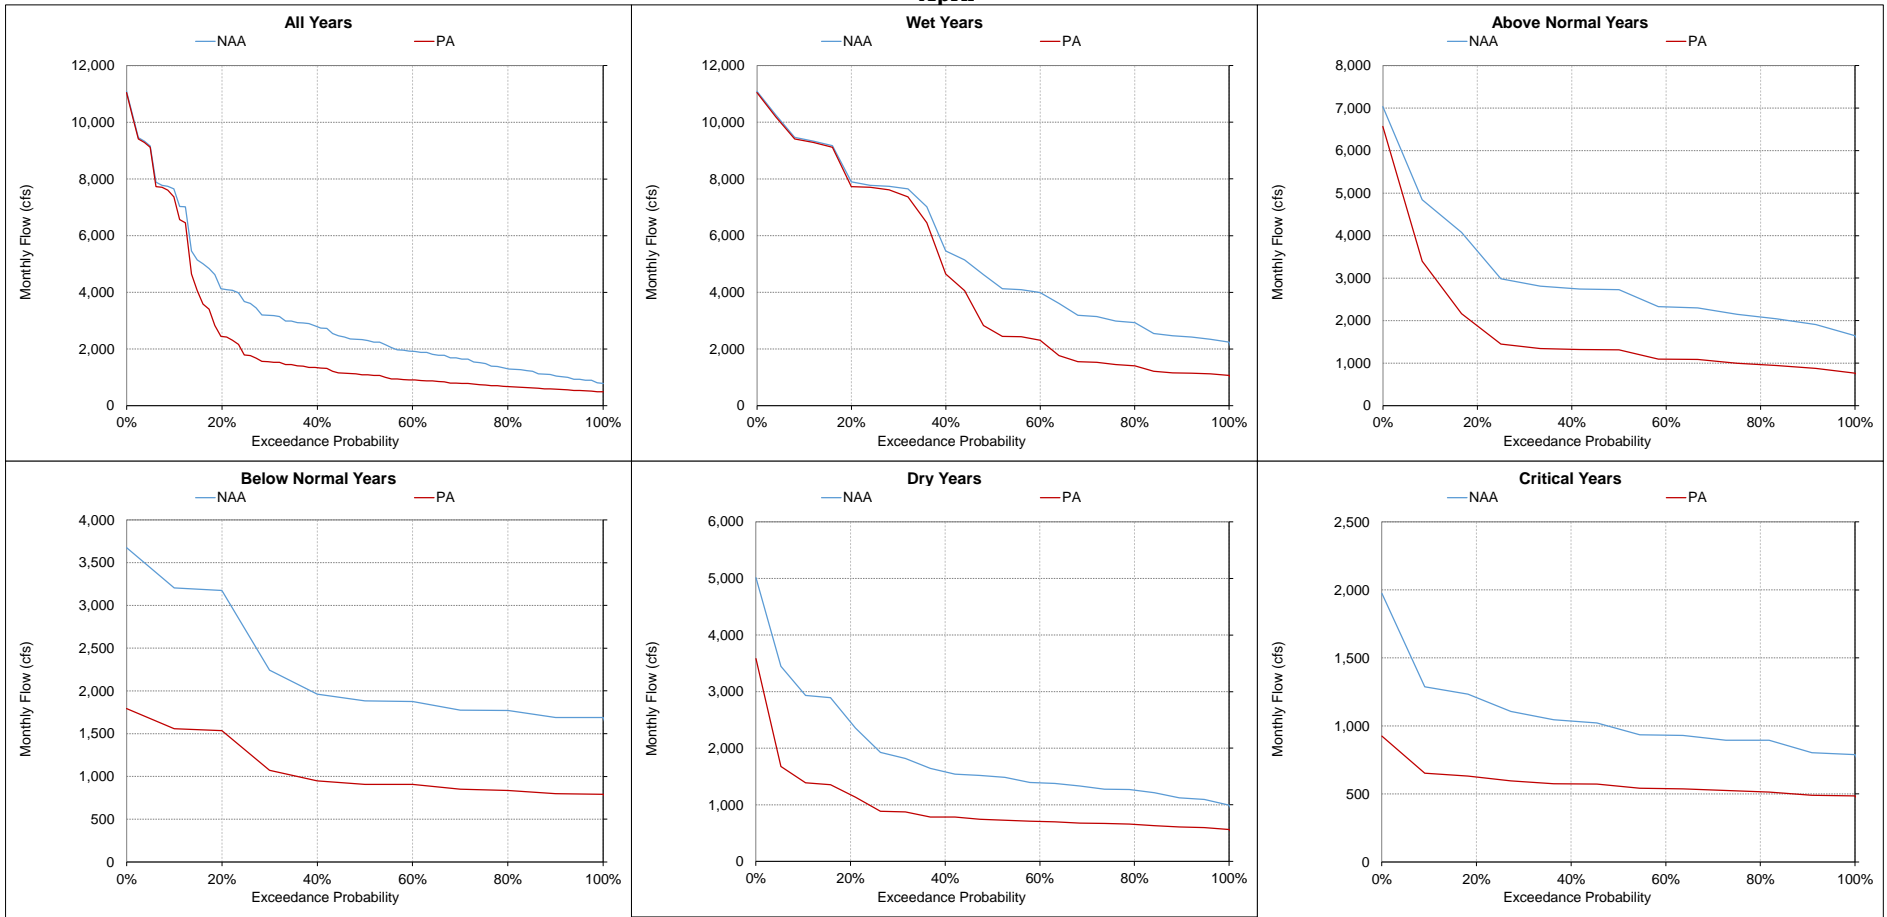 All Years
NAA PA
12,000
10,000
8,000
6,000
4,000
2,000
0
Monthly Flow (cfs)
0% 20% 40% 60% 80% 100%
Exceedance Probability
Wet Years
NAA PA
12,000
10,000
8,000
6,000
4,000
2,000
0
Monthly Flow (cfs)
0% 20% 40% 60% 80% 100%
Exceedance Probability
Above Normal Years
NAA PA
8,000
7,000
6,000
5,000
4,000
3,000
2,000
1,000
0
Monthly Flow (cfs)
0% 20% 40% 60% 80% 100%
Exceedance Probability
Below Normal Years
NAA PA
4,000
3,500
3,000
2,500
2,000
1,500
1,000
500
0
Monthly Flow (cfs)
0% 20% 40% 60% 80% 100%
Exceedance Probability
Dry Years
NAA PA
6,000
5,000
4,000
3,000
2,000
1,000
0
Monthly Flow (cfs)
0% 20% 40% 60% 80% 100%
Exceedance Probability
Critical Years
NAA PA
2,500
2,000
1,500
1,000
500
0
Monthly Flow (cfs)
0% 20% 40% 60% 80% 100%
Exceedance Probability